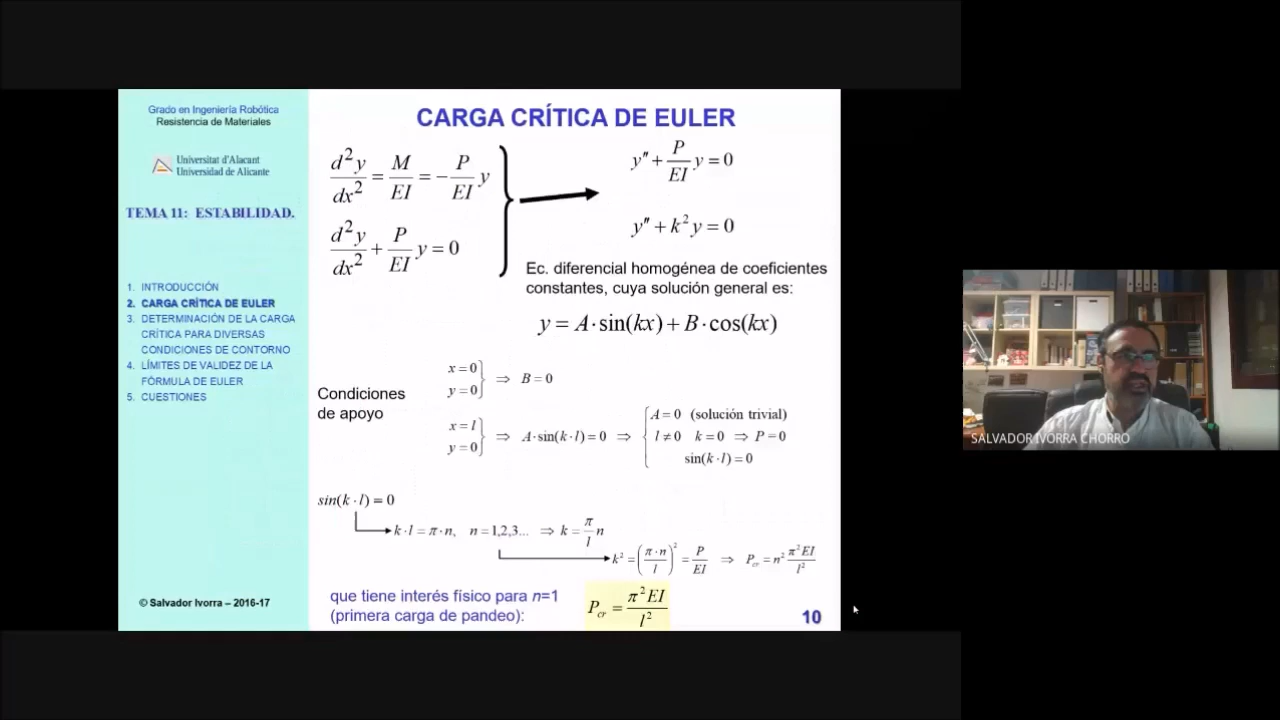 Grado en Ingeniería Robótica
Resistencia de Materiales
Universitat d'Alacant
Universidad de Alicante
TEMA 11: ESTABILIDAD.
1. INTRODUCCIÓN
2. CARGA CRÍTICA DE EULER
3. DETERMINACIÓN DE LA CARGA
CRÍTICA PARA DIVERSAS
CONDICIONES DE CONTORNO
4. LÍMITES DE VALIDEZ DE LA
FÓRMULA DE EULER
5. CUESTIONES
© Salvador Ivorra – 2016-17
CARGA CRÍTICA DE EULER
d²y/dx² = M/EI = −P/EI y
d²y/dx² + P/EI y = 0
y″ + P/EI y = 0
y″ + k² y = 0
Ec. diferencial homogénea de coeficientes
constantes, cuya solución general es:
y = A·sin(kx) + B·cos(kx)
Condiciones
de apoyo
x = 0
y = 0} ⇒ B = 0
x = l
y = 0} ⇒ A·sin(k·l) = 0 ⇒
{A = 0 (solución trivial)
l ≠ 0 k = 0 ⇒ P = 0
sin(k·l) = 0
sin(k·l) = 0
k·l = π·n, n = 1,2,3... ⇒ k = π/l n
k² = (π·n/l)² = P/EI ⇒ Pcr = n² π²EI/l²
que tiene interés físico para n=1
(primera carga de pandeo):
Pcr = π²EI/l²
10
SALVADOR IVORRA CHORRO